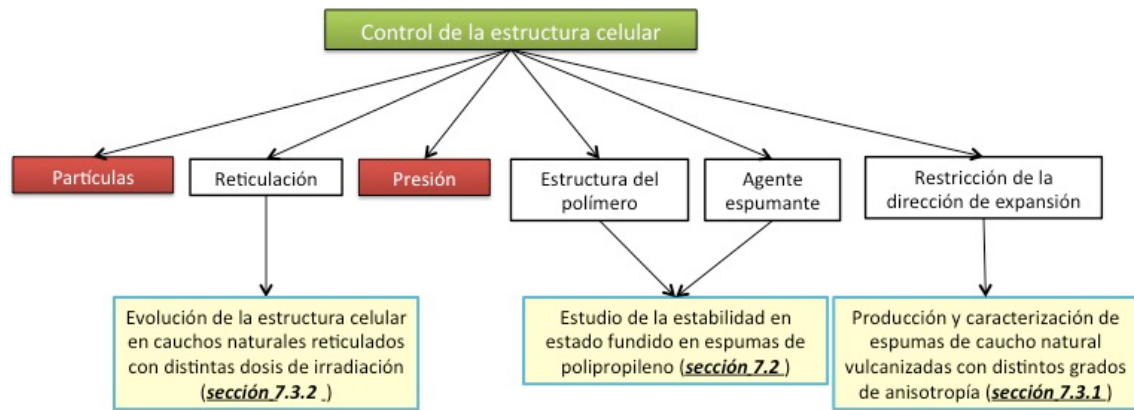 Control de la estructura celular
Partículas
Reticulación
Presión
Estructura del
polímero
Agente
espumante
Restricción de la
dirección de expansión
Evolución de la estructura celular
en cauchos naturales reticulados
con distintas dosis de irradiación
(sección 7.3.2 )
Estudio de la estabilidad en
estado fundido en espumas de
polipropileno (sección 7.2 )
Producción y caracterización de
espumas de caucho natural
vulcanizadas con distintos grados
de anisotropía (sección 7.3.1 )